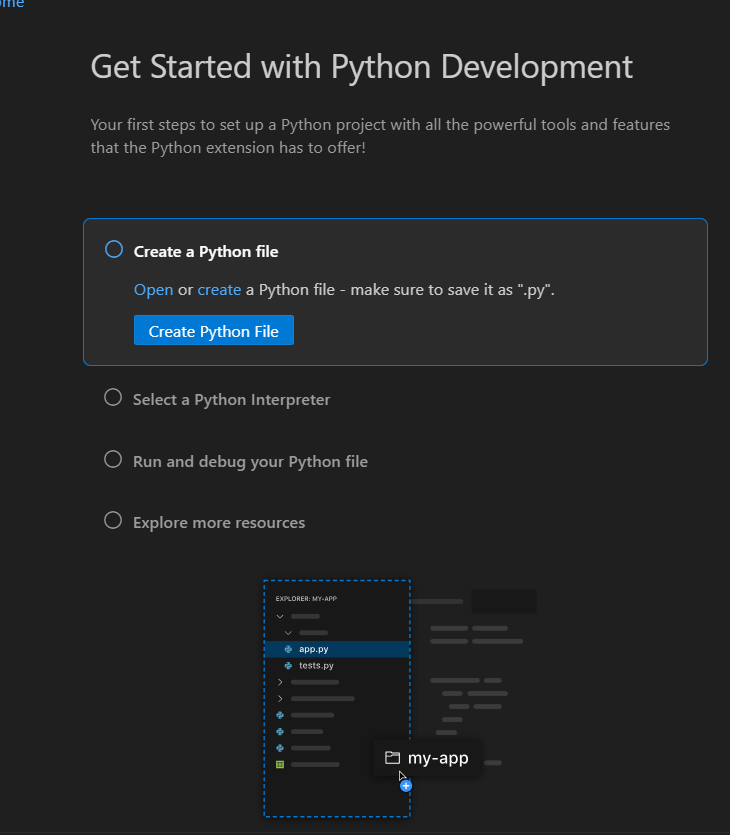 Get Started with Python Development
Your first steps to set up a Python project with all the powerful tools and features
that the Python extension has to offer!
Create a Python file
Open or create a Python file - make sure to save it as ".py".
Create Python File
Select a Python Interpreter
Run and debug your Python file
Explore more resources
EXPLORER: MY-APP
app.py
tests.py
my-app